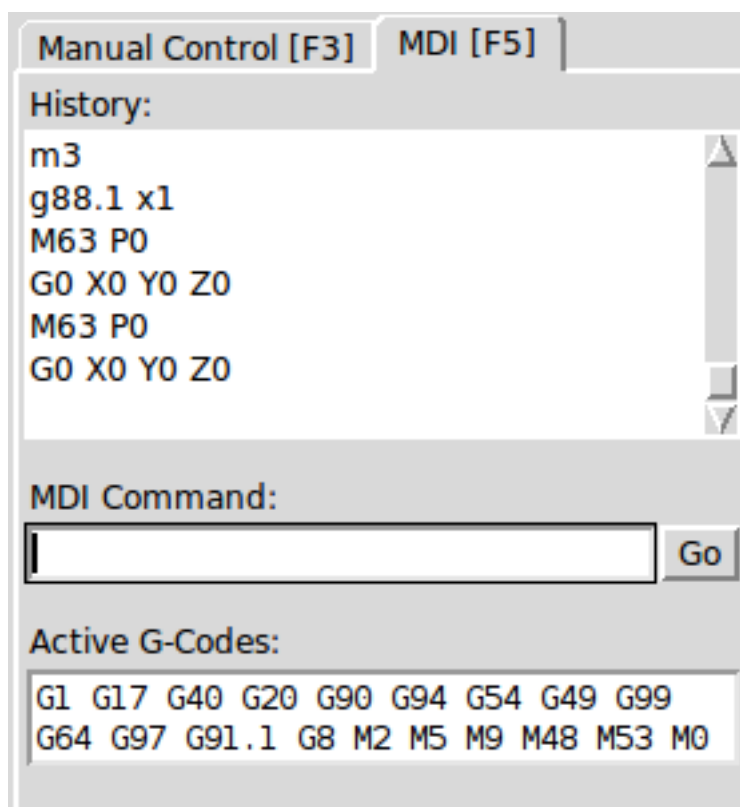 Manual Control [F3] MDI [F5]
History:
m3
g88.1 x1
M63 P0
G0 X0 Y0 Z0
M63 P0
G0 X0 Y0 Z0
MDI Command:
Go
Active G-Codes:
G1 G17 G40 G20 G90 G94 G54 G49 G99
G64 G97 G91.1 G8 M2 M5 M9 M48 M53 M0